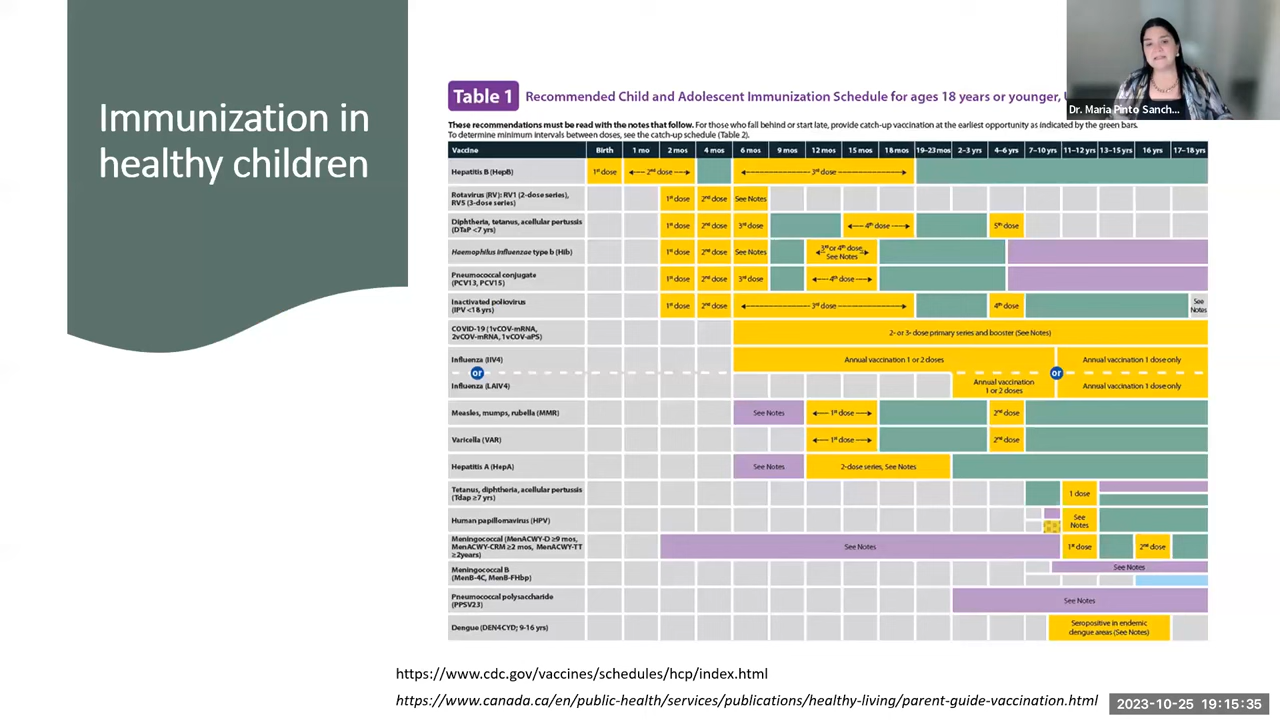 Immunization in
healthy children
Table 1
Recommended Child and Adolescent Immunization Schedule for ages 18 years or younger,
Dr. Maria Pinto Sanch...
These recommendations must be read with the notes that follow. For those who fall behind or start late, provide catch-up vaccination at the earliest opportunity as indicated by the green bars.
To determine minimum intervals between doses, see the catch-up schedule (Table 2).
Vaccine Birth 1 mo 2 mos 4 mos 6 mos 9 mos 12 mos 15 mos 18 mos 19–23 mos 2–3 yrs 4–6 yrs 7–10 yrs 11–12 yrs 13–15 yrs 16 yrs 17–18 yrs
Hepatitis B (HepB) 1st dose 2nd dose 3rd dose
Rotavirus (RV): RV1 (2-dose series),
RV5 (3-dose series)
1st dose 2nd dose See Notes
Diphtheria, tetanus, acellular pertussis
(DTaP <7 yrs)
1st dose 2nd dose 3rd dose 4th dose 5th dose
Haemophilus influenzae type b (Hib)
1st dose 2nd dose See Notes 3rd or 4th dose,
See Notes
Pneumococcal conjugate
(PCV13, PCV15)
1st dose 2nd dose 3rd dose 4th dose
Inactivated poliovirus
(IPV <18 yrs)
1st dose 2nd dose 3rd dose 4th dose See
Notes
COVID-19 (1vCOV-mRNA,
2vCOV-mRNA, 1vCOV-aPS)
2- or 3- dose primary series and booster (See Notes)
Influenza (IIV4) Annual vaccination 1 or 2 doses Annual vaccination 1 dose only
or or
Influenza (LAIV4) Annual vaccination
1 or 2 doses
Annual vaccination 1 dose only
Measles, mumps, rubella (MMR) See Notes 1st dose 2nd dose
Varicella (VAR) 1st dose 2nd dose
Hepatitis A (HepA) See Notes 2-dose series, See Notes
Tetanus, diphtheria, acellular pertussis
(Tdap ≥7 yrs)
1 dose
Human papillomavirus (HPV) See
Notes
Meningococcal (MenACWY-D ≥9 mos,
MenACWY-CRM ≥2 mos, MenACWY-TT
≥2years)
See Notes 1st dose 2nd dose
Meningococcal B
(MenB-4C, MenB-FHbp)
See Notes
Pneumococcal polysaccharide
(PPSV23)
See Notes
Dengue (DEN4CYD; 9-16 yrs) Seropositive in endemic
dengue areas (See Notes)
https://www.cdc.gov/vaccines/schedules/hcp/index.html
https://www.canada.ca/en/public-health/services/publications/healthy-living/parent-guide-vaccination.html
2023-10-25 19:15:35